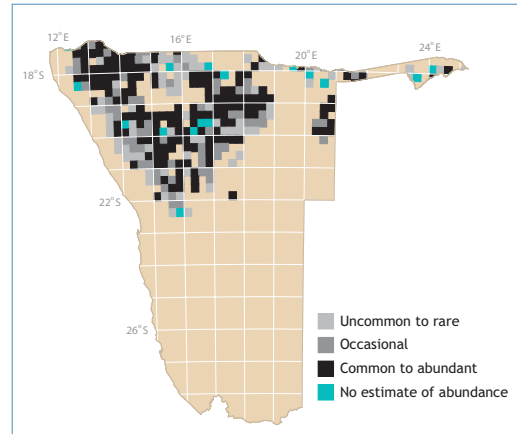 12°E 16°E 20°E 24°E
18°S
22°S
26°S
Uncommon to rare
Occasional
Common to abundant
No estimate of abundance